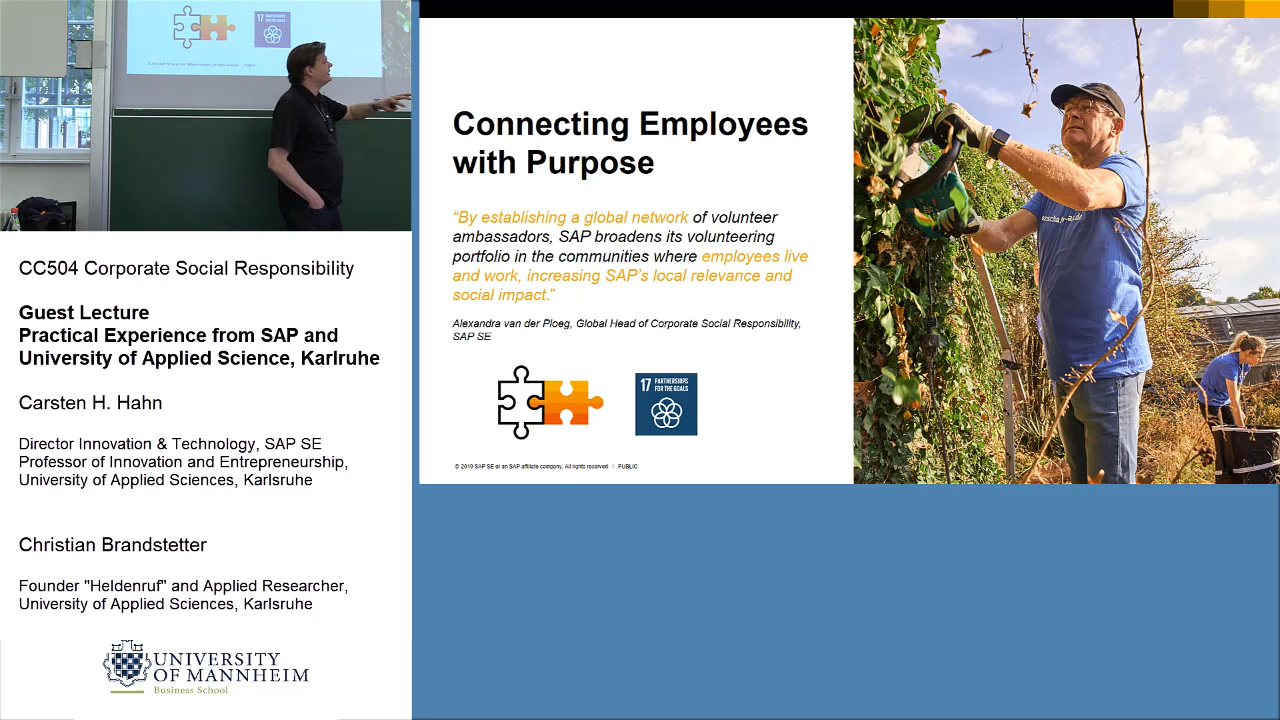 CC504 Corporate Social Responsibility
Guest Lecture
Practical Experience from SAP and
University of Applied Science, Karlruhe
Carsten H. Hahn
Director Innovation & Technology, SAP SE
Professor of Innovation and Entrepreneurship,
University of Applied Sciences, Karlsruhe
Christian Brandstetter
Founder "Heldenruf" and Applied Researcher,
University of Applied Sciences, Karlsruhe
UNIVERSITY
OF MANNHEIM
Business School
Connecting Employees
with Purpose
“By establishing a global network of volunteer
ambassadors, SAP broadens its volunteering
portfolio in the communities where employees live
and work, increasing SAP’s local relevance and
social impact.”
Alexandra van der Ploeg, Global Head of Corporate Social Responsibility,
SAP SE
17 PARTNERSHIPS
FOR THE GOALS
© 2019 SAP SE or an SAP affiliate company. All rights reserved. | PUBLIC